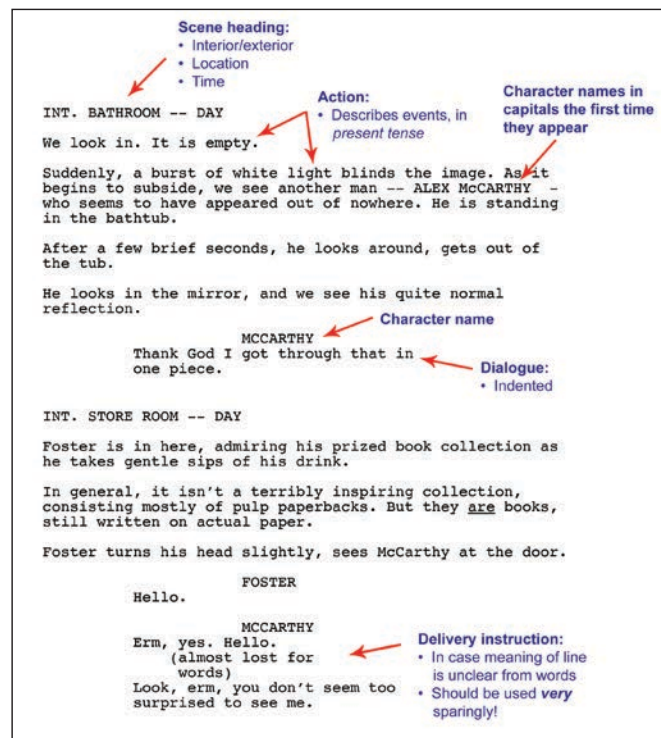 Scene heading:
• Interior/exterior
• Location
• Time
Action:
• Describes events, in
present tense
Character names in
capitals the first time
they appear
INT. BATHROOM -- DAY
We look in. It is empty.
Suddenly, a burst of white light blinds the image. As it
begins to subside, we see another man -- ALEX McCARTHY -
who seems to have appeared out of nowhere. He is standing
in the bathtub.
After a few brief seconds, he looks around, gets out of
the tub.
He looks in the mirror, and we see his quite normal
reflection.
Character name
MCCARTHY
Thank God I got through that in
one piece.
Dialogue:
• Indented
INT. STORE ROOM -- DAY
Foster is in here, admiring his prized book collection as
he takes gentle sips of his drink.
In general, it isn't a terribly inspiring collection,
consisting mostly of pulp paperbacks. But they are books,
still written on actual paper.
Foster turns his head slightly, sees McCarthy at the door.
FOSTER
Hello.
MCCARTHY
Erm, yes. Hello.
(almost lost for
words)
Look, erm, you don't seem too
surprised to see me.
Delivery instruction:
• In case meaning of line
is unclear from words
• Should be used very
sparingly!